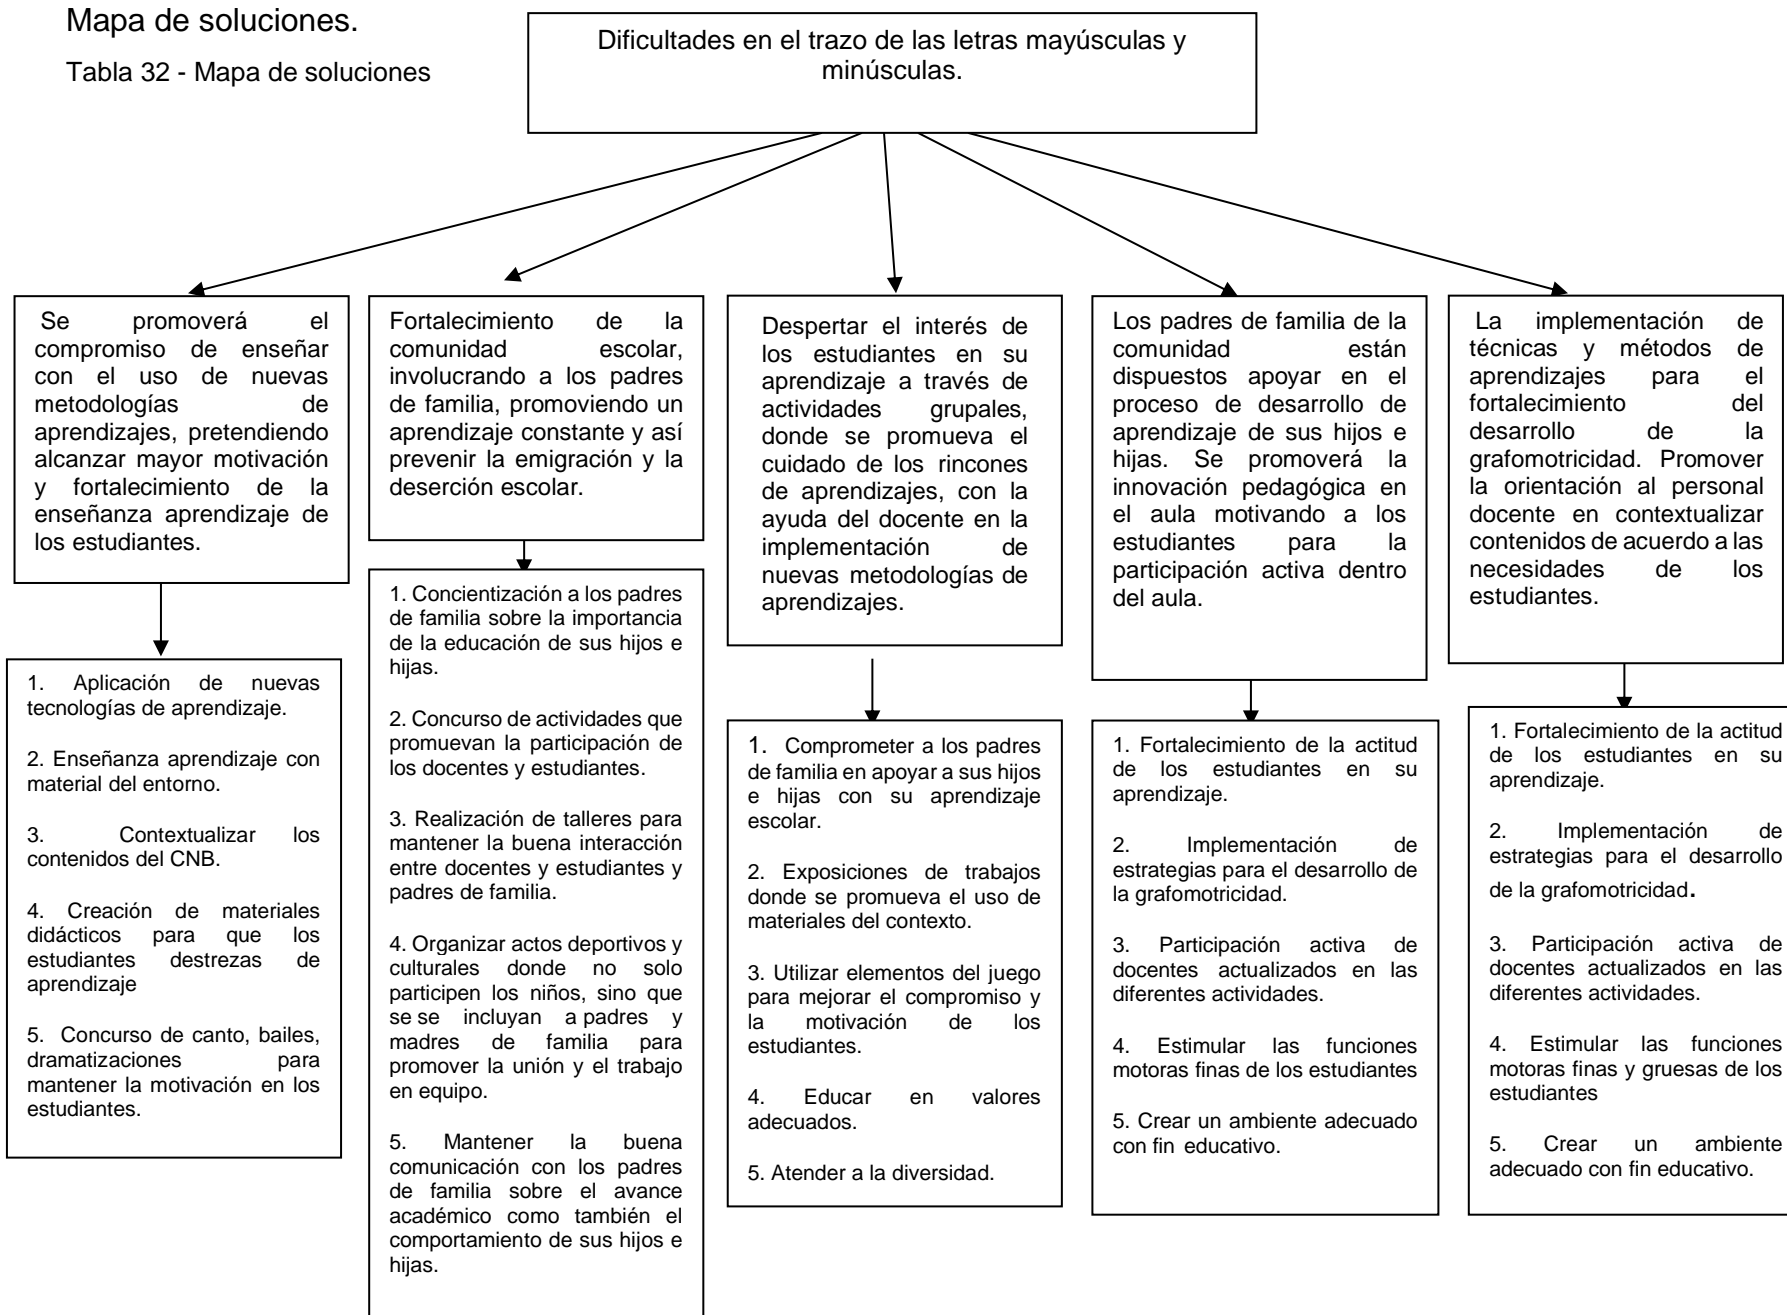 Mapa de soluciones.
Tabla 32 - Mapa de soluciones
Dificultades en el trazo de las letras mayúsculas y
minúsculas.
Se promoverá el
compromiso de enseñar
con el uso de nuevas
metodologías de
aprendizajes, pretendiendo
alcanzar mayor motivación
y fortalecimiento de la
enseñanza aprendizaje de
los estudiantes.
Fortalecimiento de la
comunidad escolar,
involucrando a los padres
de familia, promoviendo un
aprendizaje constante y así
prevenir la emigración y la
deserción escolar.
Despertar el interés de
los estudiantes en su
aprendizaje a través de
actividades grupales,
donde se promueva el
cuidado de los rincones
de aprendizajes, con la
ayuda del docente en la
implementación de
nuevas metodologías de
aprendizajes.
Los padres de familia de la
comunidad están
dispuestos apoyar en el
proceso de desarrollo de
aprendizaje de sus hijos e
hijas. Se promoverá la
innovación pedagógica en
el aula motivando a los
estudiantes para la
participación activa dentro
del aula.
La implementación de
técnicas y métodos de
aprendizajes para el
fortalecimiento del
desarrollo de la
grafomotricidad. Promover
la orientación al personal
docente en contextualizar
contenidos de acuerdo a las
necesidades de los
estudiantes.
1. Aplicación de nuevas
tecnologías de aprendizaje.
2. Enseñanza aprendizaje con
material del entorno.
3. Contextualizar los
contenidos del CNB.
4. Creación de materiales
didácticos para que los
estudiantes destrezas de
aprendizaje
5. Concurso de canto, bailes,
dramatizaciones para
mantener la motivación en los
estudiantes.
1. Concientización a los padres
de familia sobre la importancia
de la educación de sus hijos e
hijas.
2. Concurso de actividades que
promuevan la participación de
los docentes y estudiantes.
3. Realización de talleres para
mantener la buena interacción
entre docentes y estudiantes y
padres de familia.
4. Organizar actos deportivos y
culturales donde no solo
participen los niños, sino que
se se incluyan a padres y
madres de familia para
promover la unión y el trabajo
en equipo.
5. Mantener la buena
comunicación con los padres
de familia sobre el avance
académico como también el
comportamiento de sus hijos e
hijas.
1. Comprometer a los padres
de familia en apoyar a sus hijos
e hijas con su aprendizaje
escolar.
2. Exposiciones de trabajos
donde se promueva el uso de
materiales del contexto.
3. Utilizar elementos del juego
para mejorar el compromiso y
la motivación de los
estudiantes.
4. Educar en valores
adecuados.
5. Atender a la diversidad.
1. Fortalecimiento de la actitud
de los estudiantes en su
aprendizaje.
2. Implementación de
estrategias para el desarrollo de
la grafomotricidad.
3. Participación activa de
docentes actualizados en las
diferentes actividades.
4. Estimular las funciones
motoras finas de los estudiantes
5. Crear un ambiente adecuado
con fin educativo.
1. Fortalecimiento de la actitud
de los estudiantes en su
aprendizaje.
2. Implementación de
estrategias para el desarrollo
de la grafomotricidad.
3. Participación activa de
docentes actualizados en las
diferentes actividades.
4. Estimular las funciones
motoras finas y gruesas de los
estudiantes
5. Crear un ambiente
adecuado con fin educativo.